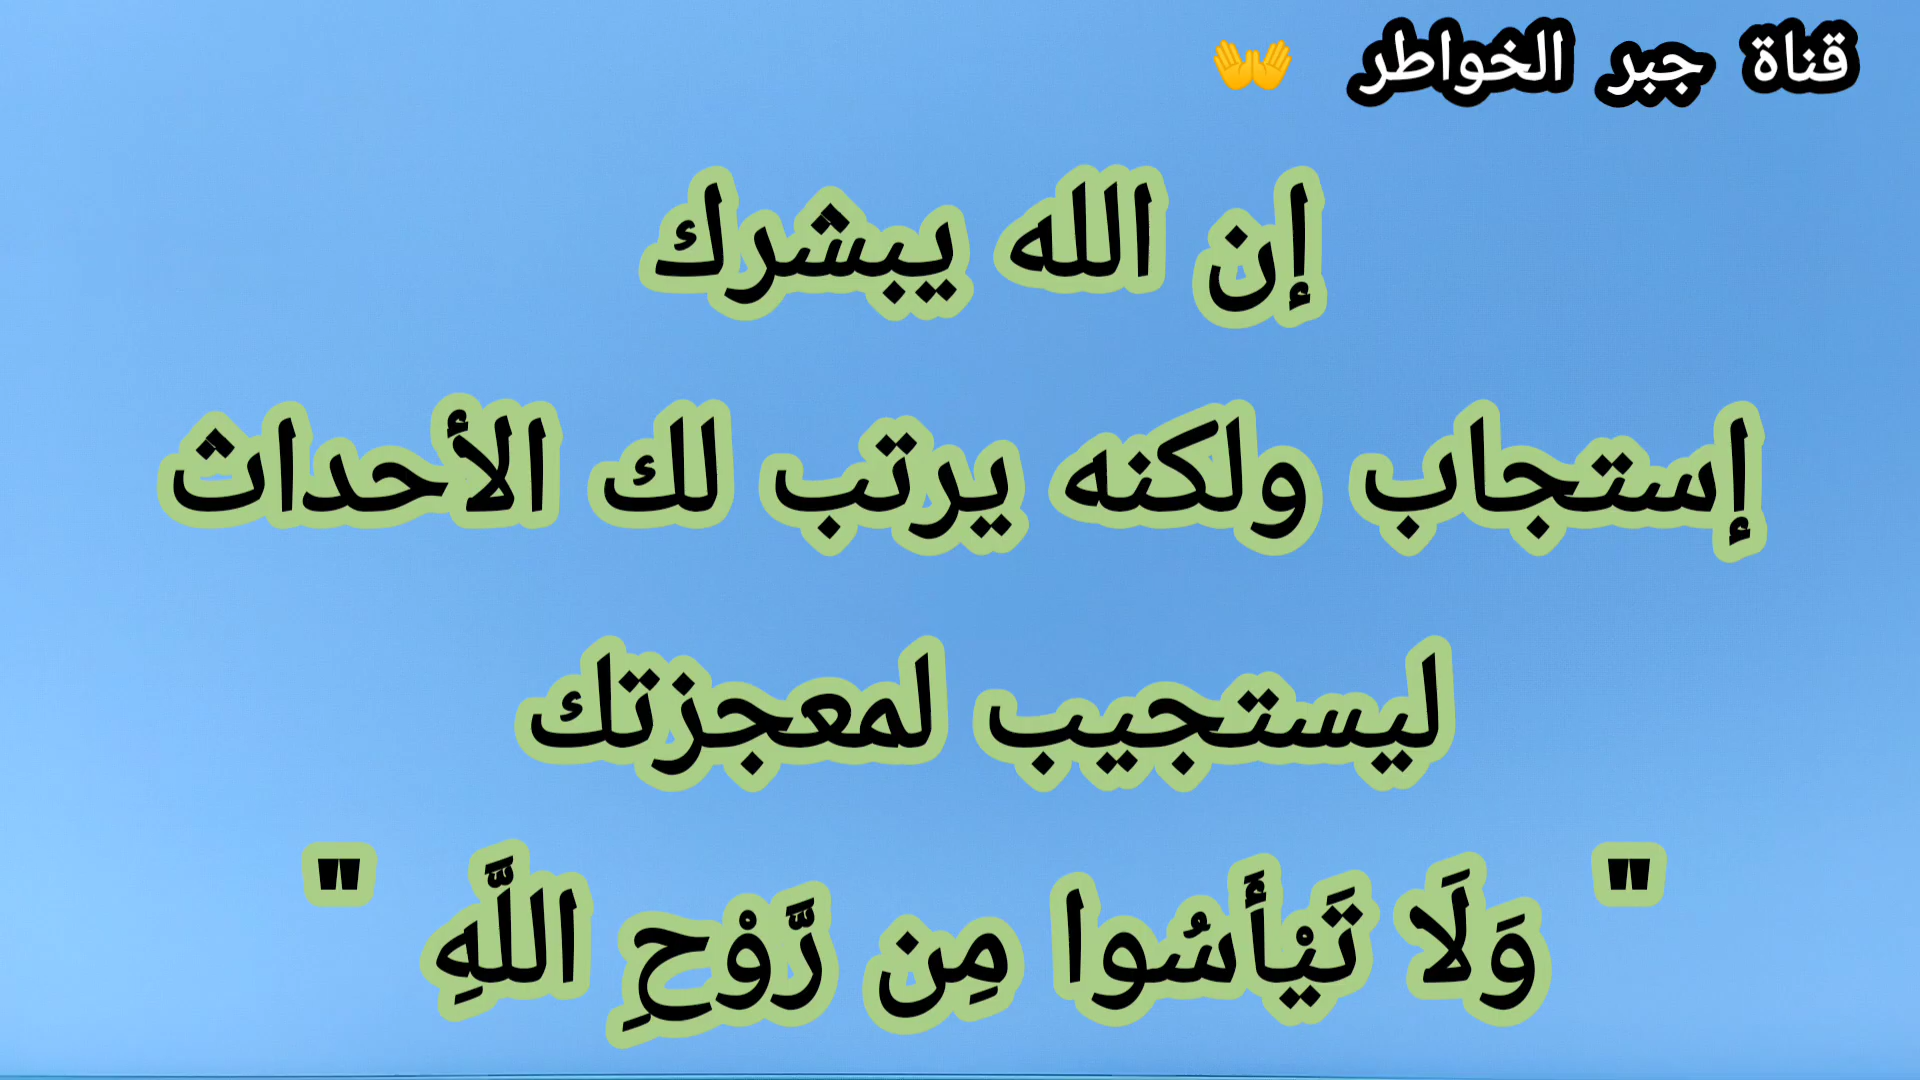 قناة جبر الخواطر 👐
إن الله يبشرك
إستجاب ولكنه يرتب لك الأحداث
ليستجيب لمعجزتك
" وَلَا تَيْأَسُوا مِن رَّوْحِ اللَّهِ "